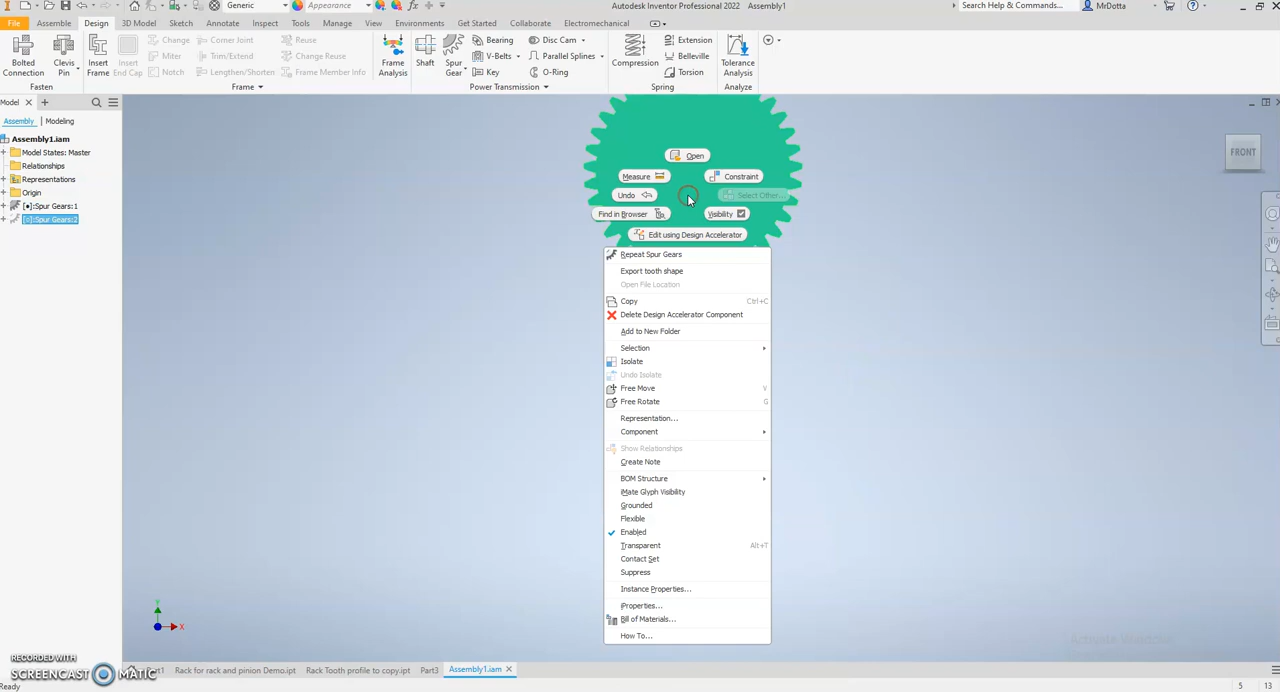 Generic Appearance Autodesk Inventor Professional 2022 Assembly1 Search Help & Commands... MrDotta
File Assemble Design 3D Model Sketch Annotate Inspect Tools Manage View Environments Get Started Collaborate Electromechanical
Bolted Connection
Clevis Pin
Insert Frame
Insert End Cap
Change Corner Joint Reuse
Miter Trim/Extend Change Reuse
Notch Lengthen/Shorten Frame Member Info
Frame Analysis
Shaft
Spur Gear
Bearing Disc Cam
V-Belts Parallel Splines
Key O-Ring
Compression
Extension
Belleville
Torsion
Tolerance Analysis
Fasten Frame Power Transmission Spring Analyze
Model
Assembly Modeling
Assembly1.iam
Model States: Master
Relationships
Representations
Origin
Spur Gears:1
Spur Gears:2
FRONT
Open
Measure Constraint
Undo Select Other...
Find in Browser Visibility
Edit using Design Accelerator
Repeat Spur Gears
Export tooth shape
Open File Location
Copy Ctrl+C
Delete Design Accelerator Component
Add to New Folder
Selection
Isolate
Undo Isolate
Free Move V
Free Rotate G
Representation...
Component
Show Relationships
Create Note
BOM Structure
iMate Glyph Visibility
Grounded
Flexible
Enabled
Transparent Alt+T
Contact Set
Suppress
Instance Properties...
iProperties...
Bill of Materials...
How To...
Y
X
Activate Windows
RECORDED WITH
SCREENCAST MATIC
Part1 Rack for rack and pinion Demo.ipt Rack Tooth profile to copy.ipt Part3 Assembly1.iam
Ready 5 13